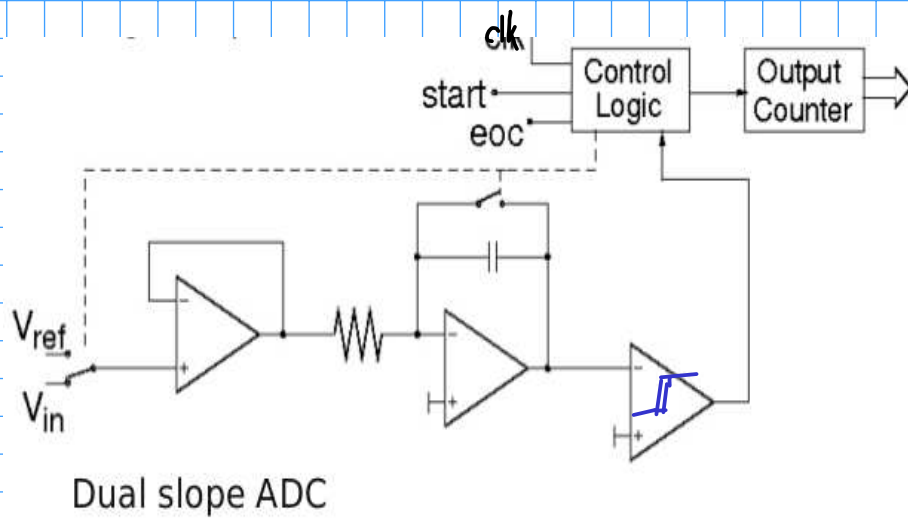 clk
start
eoc
Control
Logic
Output
Counter
Vref
Vin
Dual slope ADC